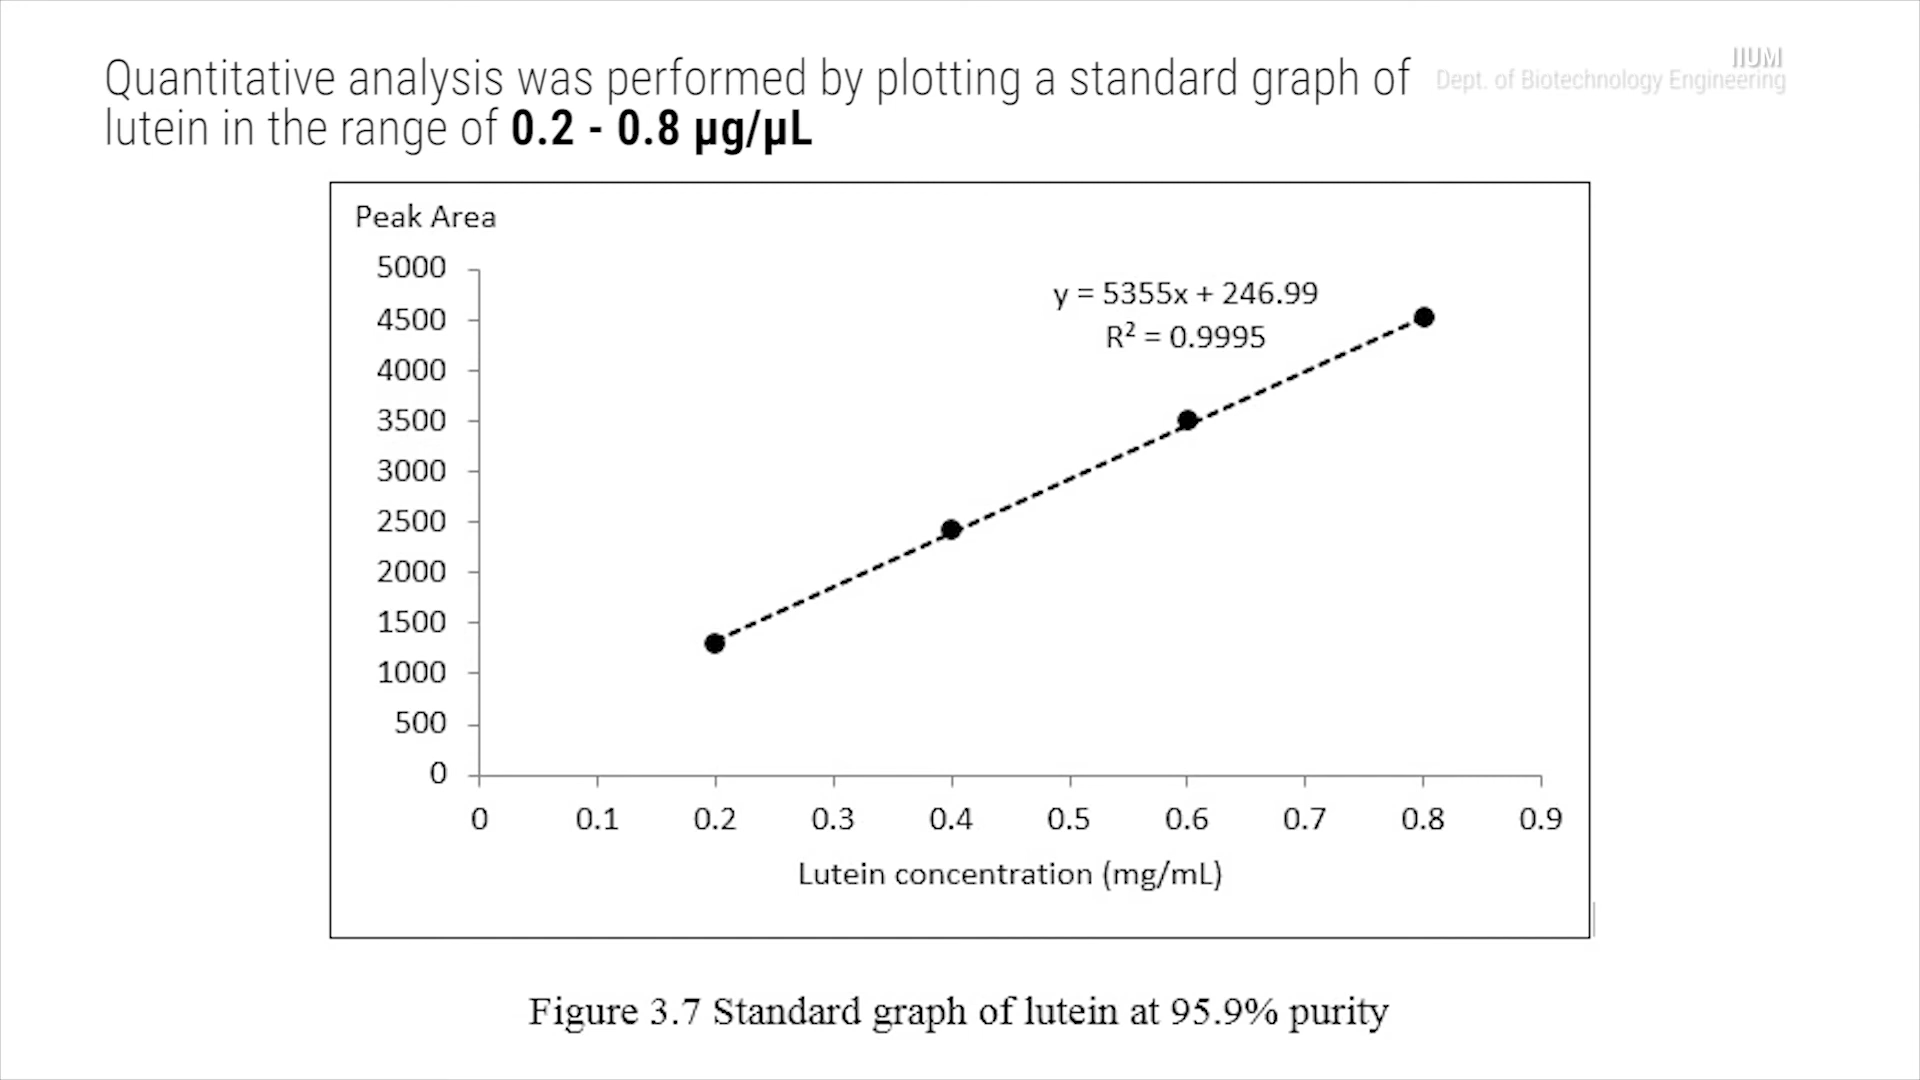 IIUM
Quantitative analysis was performed by plotting a standard graph of
Dept. of Biotechnology Engineering
lutein in the range of 0.2 - 0.8 µg/µL
Peak Area
5000
4500
4000
3500
3000
2500
2000
1500
1000
500
0
y = 5355x + 246.99
R² = 0.9995
0 0.1 0.2 0.3 0.4 0.5 0.6 0.7 0.8 0.9
Lutein concentration (mg/mL)
Figure 3.7 Standard graph of lutein at 95.9% purity